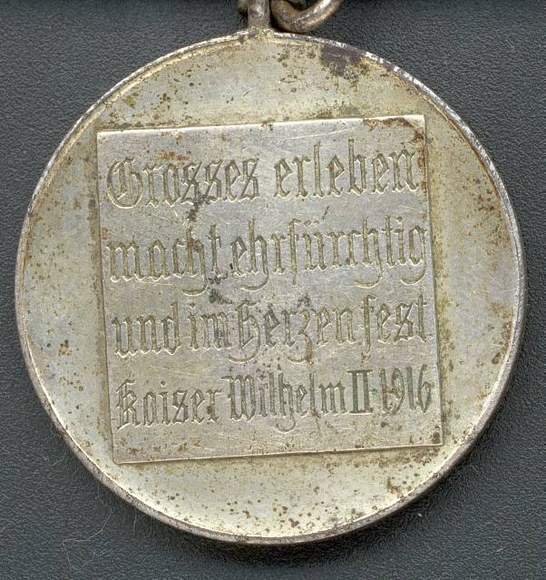 Grosses erleben
macht ehrfürchtig
und im Herzen fest
Kaiser Wilhelm II·1916